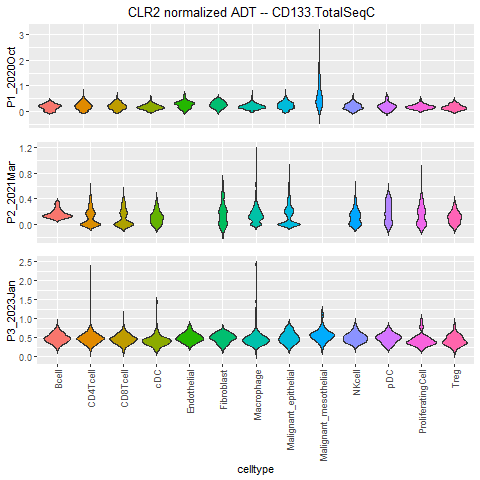 CLR2 normalized ADT -- CD133.TotalSeqC
P1_2020Oct
3
2
1
0
P2_2021Mar
1.2
0.8
0.4
0.0
P3_2023Jan
2.5
2.0
1.5
1.0
0.5
0.0
Bcell
CD4Tcell
CD8Tcell
cDC
Endothelial
Fibroblast
Macrophage
Malignant_epithelial
Malignant_mesothelial
NKcell
pDC
ProliferatingCell
Treg
celltype